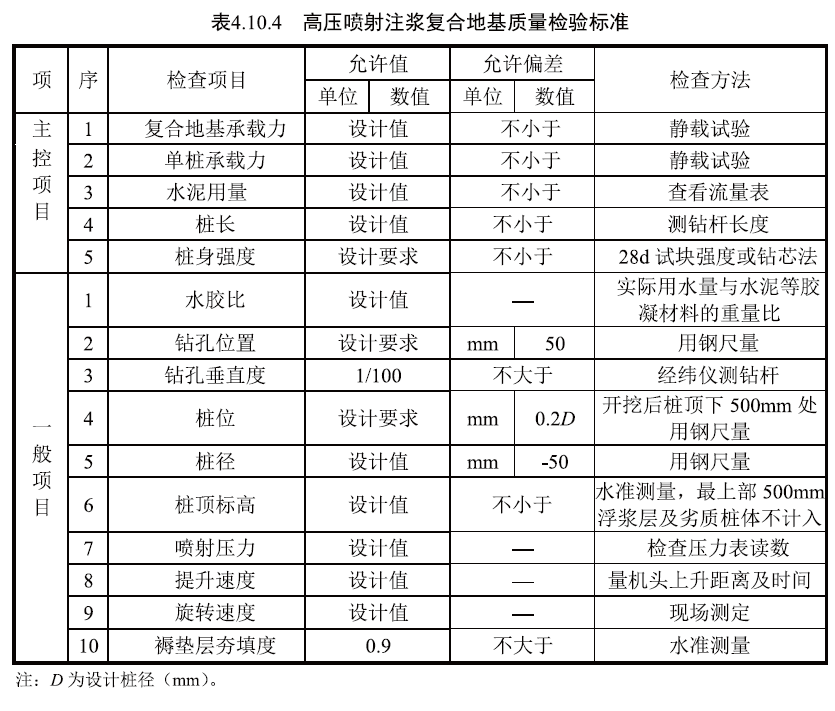 表4.10.4 高压喷射注浆复合地基质量检验标准
项 序 检查项目 允许值 允许偏差 检查方法
单位 数值 单位 数值
主控项目
1 复合地基承载力 设计值 不小于 静载试验
2 单桩承载力 设计值 不小于 静载试验
3 水泥用量 设计值 不小于 查看流量表
4 桩长 设计值 不小于 测钻杆长度
5 桩身强度 设计要求 不小于 28d 试块强度或钻芯法
一般项目
1 水胶比 设计值 — 实际用水量与水泥等胶
凝材料的重量比
2 钻孔位置 设计要求 mm 50 用钢尺量
3 钻孔垂直度 1/100 不大于 经纬仪测钻杆
4 桩位 设计要求 mm 0.2D 开挖后桩顶下 500mm 处
用钢尺量
5 桩径 设计值 mm -50 用钢尺量
6 桩顶标高 设计值 不小于 水准测量，最上部 500mm
浮浆层及劣质桩体不计入
7 喷射压力 设计值 — 检查压力表读数
8 提升速度 设计值 — 量机头上升距离及时间
9 旋转速度 设计值 — 现场测定
10 褥垫层夯填度 0.9 不大于 水准测量
注：D 为设计桩径（mm）。